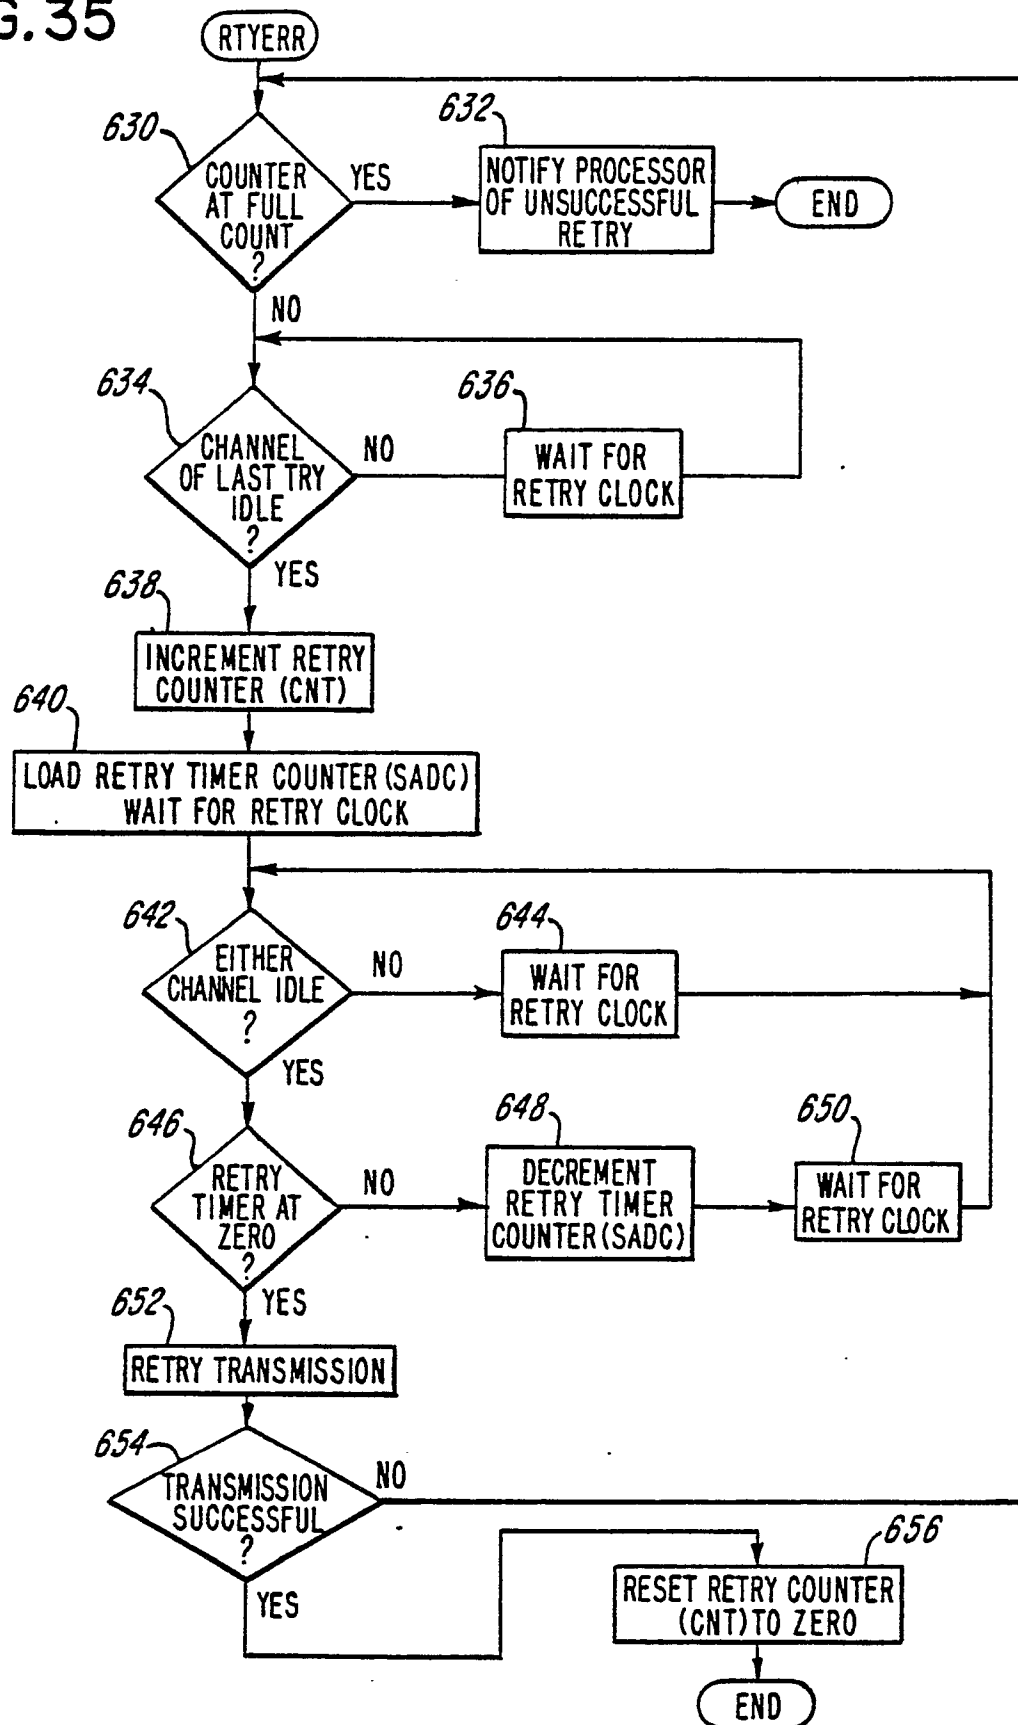 G.35
RTYERR
630
COUNTER
AT FULL
COUNT
?
YES
632
NOTIFY PROCESSOR
OF UNSUCCESSFUL
RETRY
END
NO
634
CHANNEL
OF LAST TRY
IDLE
?
NO
636
WAIT FOR
RETRY CLOCK
YES
638
INCREMENT RETRY
COUNTER (CNT)
640
LOAD RETRY TIMER COUNTER (SADC)
WAIT FOR RETRY CLOCK
642
EITHER
CHANNEL IDLE
?
NO
644
WAIT FOR
RETRY CLOCK
YES
646
RETRY
TIMER AT
ZERO
?
NO
648
DECREMENT
RETRY TIMER
COUNTER (SADC)
650
WAIT FOR
RETRY CLOCK
YES
652
RETRY TRANSMISSION
654
TRANSMISSION
SUCCESSFUL
?
NO
YES
656
RESET RETRY COUNTER
(CNT) TO ZERO
END